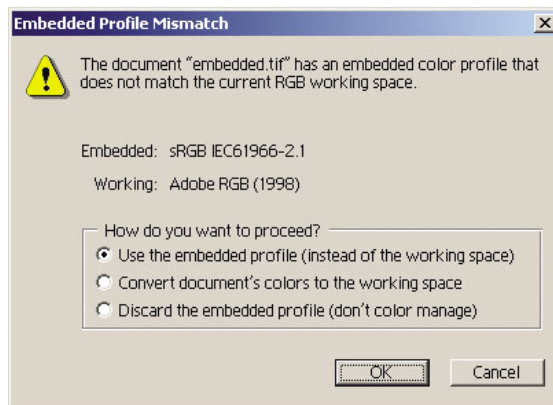 Embedded Profile Mismatch
The document "embedded.tif" has an embedded color profile that
does not match the current RGB working space.
Embedded: sRGB IEC61966-2.1
Working: Adobe RGB (1998)
How do you want to proceed?
Use the embedded profile (instead of the working space)
Convert document's colors to the working space
Discard the embedded profile (don't color manage)
OK
Cancel